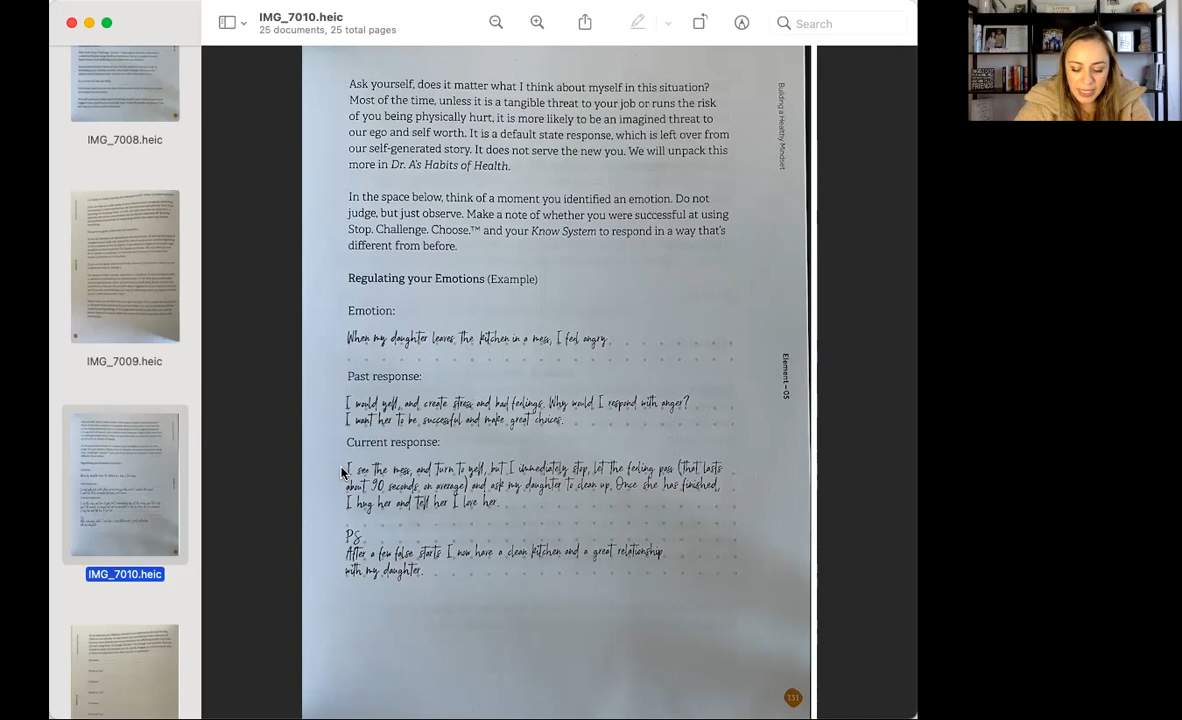 IMG_7010.heic
25 documents, 25 total pages
Search
IMG_7008.heic
IMG_7009.heic
IMG_7010.heic
Ask yourself, does it matter what I think about myself in this situation?
Most of the time, unless it is a tangible threat to your job or runs the risk
of you being physically hurt, it is more likely to be an imagined threat to
our ego and self worth. It is a default state response, which is left over from
our self-generated story. It does not serve the new you. We will unpack this
more in Dr. A's Habits of Health.
In the space below, think of a moment you identified an emotion. Do not
judge, but just observe. Make a note of whether you were successful at using
Stop. Challenge. Choose.™ and your Know System to respond in a way that's
different from before.
Regulating your Emotions (Example)
Emotion:
When my daughter leaves the kitchen in a mess, I feel angry.
Past response:
I would yell, and create stress and bad feelings. Why would I respond with anger?
I want her to be successful and make great choices.
Current response:
I see the mess, and turn to yell, but I immediately stop, let the feeling pass (that lasts
about 90 seconds on average) and ask my daughter to clean up. Once she has finished,
I hug her and tell her I love her.
PS
After a few false starts I now have a clean kitchen and a great relationship
with my daughter.
Building a Healthy Mindset
Element - 05
131